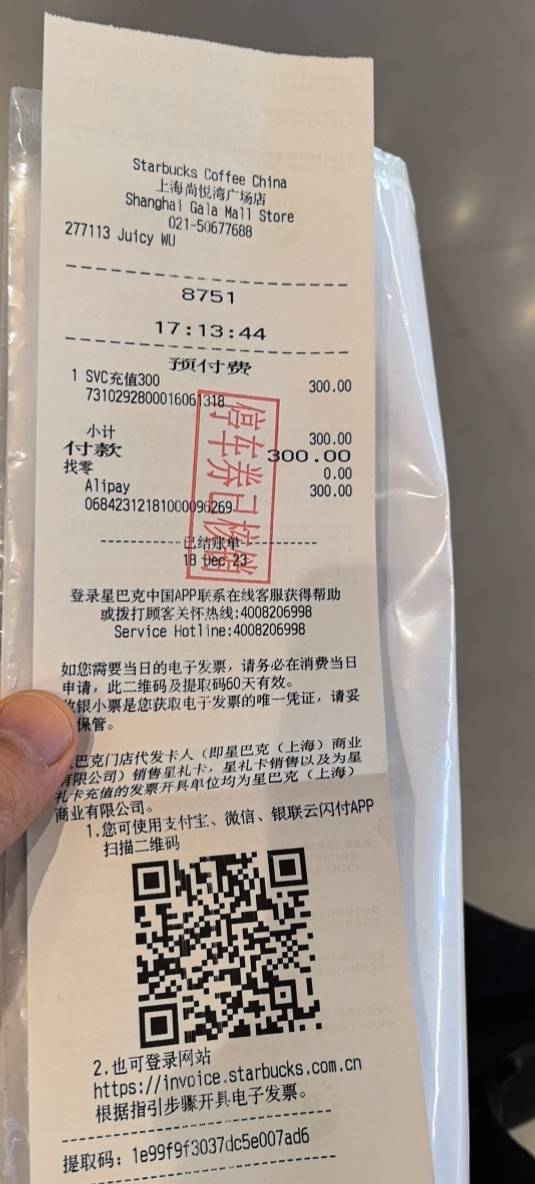 Starbucks Coffee China
上海尚悦湾广场店
Shanghai Gala Mall Store
021-50677688
277113 Juicy WU
8751
17:13:44
预付费
1 SVC充值300 300.00
7310292800016061318
小计 300.00
付款 300.00
找零 0.00
Alipay 300.00
06842312181000096269
停车券已核销
已结账单
18 Dec 23
登录星巴克中国APP联系在线客服获得帮助
或拨打顾客关怀热线:4008206998
Service Hotline:4008206998
如您需要当日的电子发票，请务必在消费当日
申请，此二维码及提取码60天有效。
银小票是您获取电子发票的唯一凭证，请妥
保管。
巴克门店代发卡人（即星巴克（上海）商业
有限公司）销售星礼卡，星礼卡销售以及为星
礼卡充值的发票开具单位均为星巴克（上海）
商业有限公司。
1.您可使用支付宝、微信、银联云闪付APP
扫描二维码
2.也可登录网站
https://invoice.starbucks.com.cn
根据指引步骤开具电子发票。
提取码：1e99f9f3037dc5e007ad6